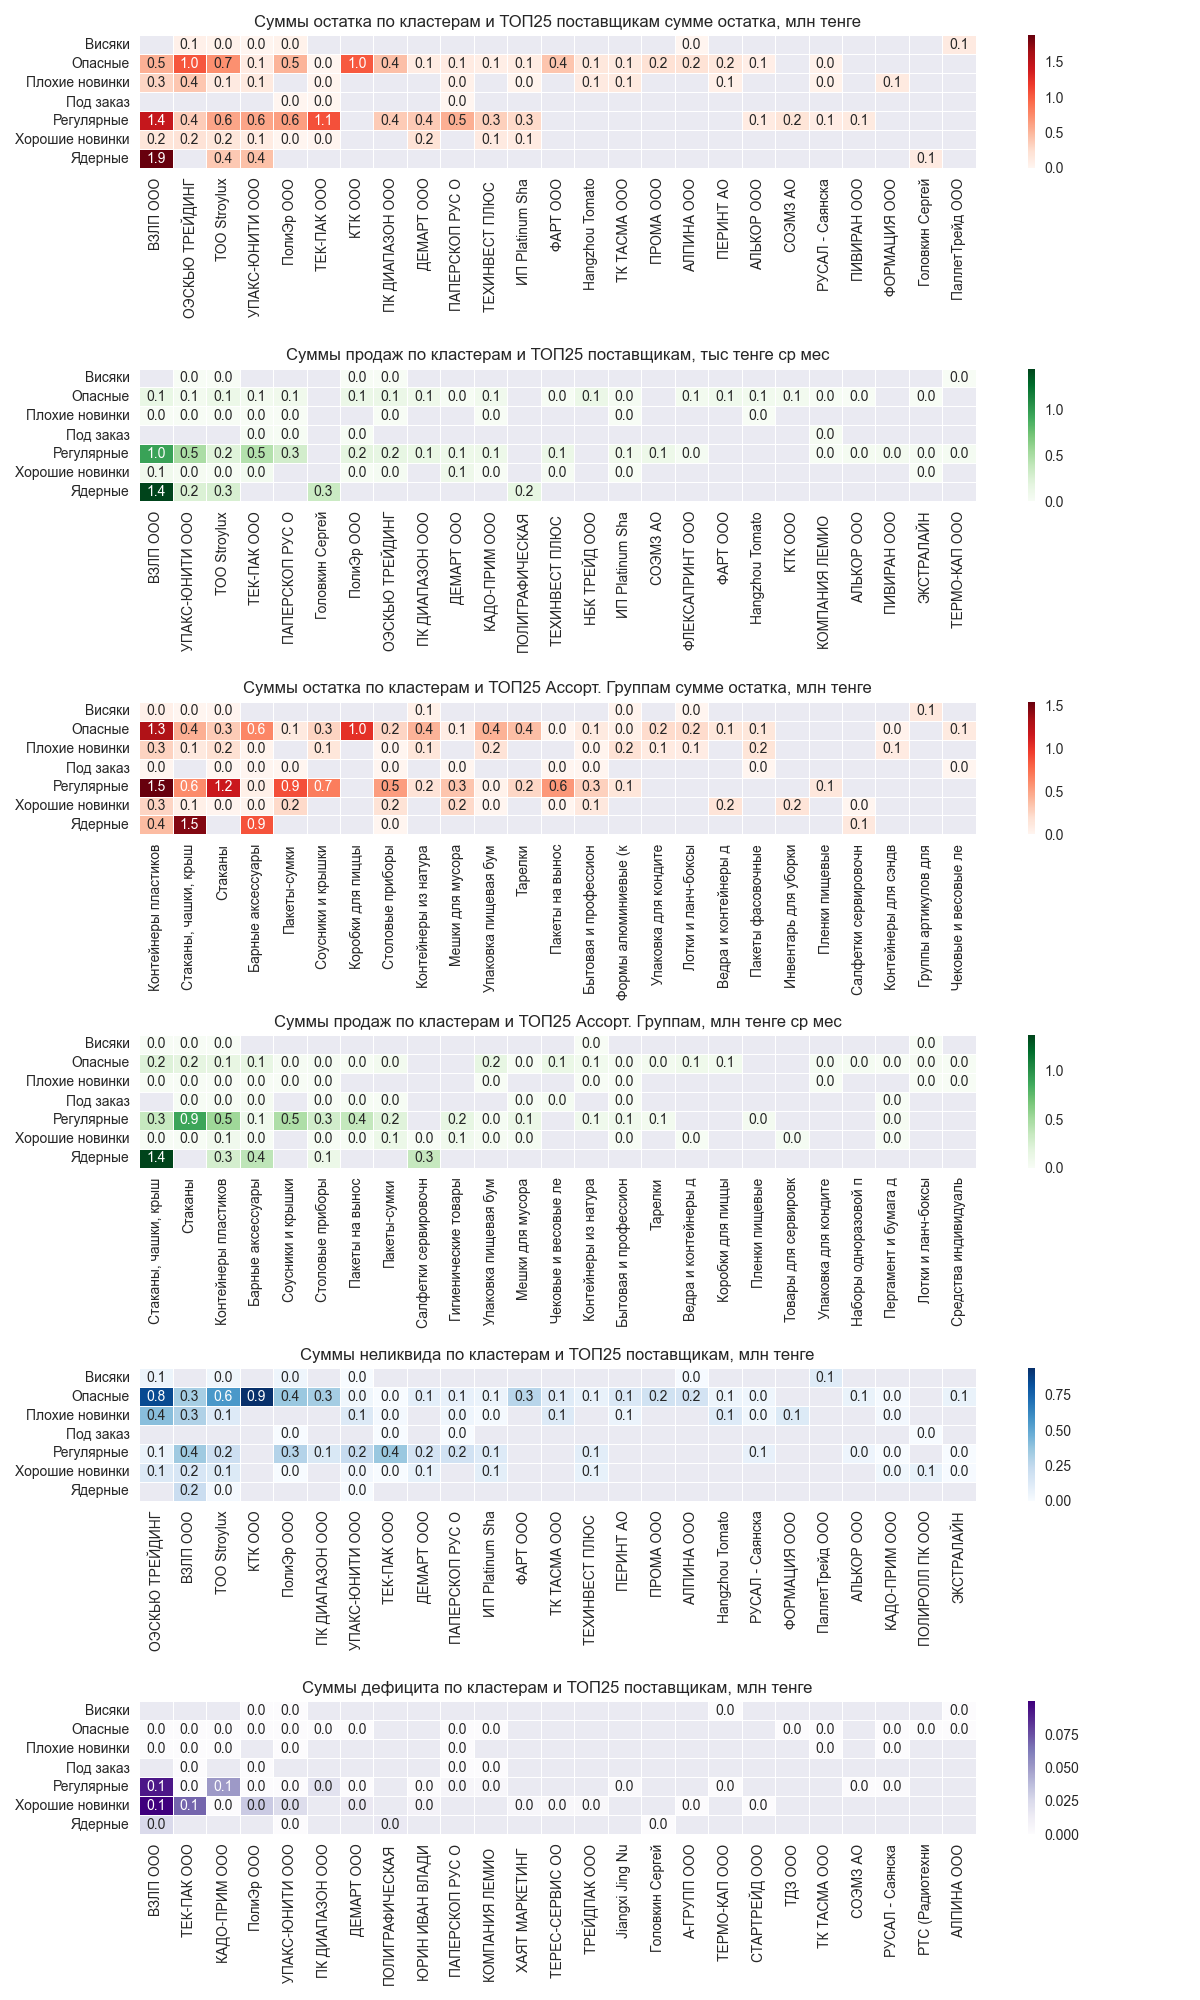 Суммы остатка по кластерам и ТОП25 поставщикам сумме остатка, млн тенге
Висяки 0.1 0.0 0.0 0.0 0.0 0.1
Опасные 0.5 1.0 0.7 0.1 0.5 0.0 1.0 0.4 0.1 0.1 0.1 0.1 0.4 0.1 0.1 0.2 0.2 0.2 0.1 0.0
Плохие новинки 0.3 0.4 0.1 0.1 0.0 0.0 0.0 0.1 0.1 0.1 0.0 0.1
Под заказ 0.0 0.0 0.0
Регулярные 1.4 0.4 0.6 0.6 0.6 1.1 0.4 0.4 0.5 0.3 0.3 0.1 0.2 0.1 0.1
Хорошие новинки 0.2 0.2 0.2 0.1 0.0 0.0 0.2 0.1 0.1
Ядерные 1.9 0.4 0.4 0.1
1.5
1.0
0.5
0.0
ВЗЛП ООО
ОЭСКЬЮ ТРЕЙДИНГ
ТОО Stroylux
УПАКС-ЮНИТИ ООО
ПолиЭр ООО
ТЕК-ПАК ООО
КТК ООО
ПК ДИАПАЗОН ООО
ДЕМАРТ ООО
ПАПЕРСКОП РУС О
ТЕХИНВЕСТ ПЛЮС
ИП Platinum Sha
ФАРТ ООО
Hangzhou Tomato
ТК ТАСМА ООО
ПРОМА ООО
АЛПИНА ООО
ПЕРИНТ АО
АЛЬКОР ООО
СОЭМЗ АО
РУСАЛ - Саянска
ПИВИРАН ООО
ФОРМАЦИЯ ООО
Головкин Сергей
ПаллетТрейд ООО
Суммы продаж по кластерам и ТОП25 поставщикам, тыс тенге ср мес
Висяки 0.0 0.0 0.0 0.0 0.0
Опасные 0.1 0.1 0.1 0.1 0.1 0.1 0.1 0.1 0.0 0.1 0.0 0.1 0.0 0.1 0.1 0.1 0.1 0.0 0.0 0.0
Плохие новинки 0.0 0.0 0.0 0.0 0.0 0.0 0.0 0.0 0.0
Под заказ 0.0 0.0 0.0 0.0
Регулярные 1.0 0.5 0.2 0.5 0.3 0.2 0.2 0.1 0.1 0.1 0.1 0.1 0.1 0.0 0.0 0.0 0.0 0.0 0.0
Хорошие новинки 0.1 0.0 0.0 0.0 0.0 0.0 0.1 0.0 0.0 0.0 0.0
Ядерные 1.4 0.2 0.3 0.3 0.2
1.0
0.5
0.0
ВЗЛП ООО
УПАКС-ЮНИТИ ООО
ТОО Stroylux
ТЕК-ПАК ООО
ПАПЕРСКОП РУС О
Головкин Сергей
ПолиЭр ООО
ОЭСКЬЮ ТРЕЙДИНГ
ПК ДИАПАЗОН ООО
ДЕМАРТ ООО
КАДО-ПРИМ ООО
ПОЛИГРАФИЧЕСКАЯ
ТЕХИНВЕСТ ПЛЮС
НБК ТРЕЙД ООО
ИП Platinum Sha
СОЭМЗ АО
ФЛЕКСАПРИНТ ООО
ФАРТ ООО
Hangzhou Tomato
КТК ООО
КОМПАНИЯ ЛЕМИО
АЛЬКОР ООО
ПИВИРАН ООО
ЭКСТРАЛАЙН
ТЕРМО-КАП ООО
Суммы остатка по кластерам и ТОП25 Ассорт. Группам сумме остатка, млн тенге
Висяки 0.0 0.0 0.0 0.1 0.0 0.0 0.1
Опасные 1.3 0.4 0.3 0.6 0.1 0.3 1.0 0.2 0.4 0.1 0.4 0.4 0.0 0.1 0.0 0.2 0.2 0.1 0.1 0.0 0.1
Плохие новинки 0.3 0.1 0.2 0.0 0.1 0.0 0.1 0.2 0.0 0.2 0.1 0.1 0.2 0.1
Под заказ 0.0 0.0 0.0 0.0 0.0 0.0 0.0 0.0 0.0 0.0
Регулярные 1.5 0.6 1.2 0.0 0.9 0.7 0.5 0.2 0.3 0.0 0.2 0.6 0.3 0.1 0.1
Хорошие новинки 0.3 0.1 0.0 0.0 0.2 0.2 0.2 0.0 0.0 0.1 0.2 0.2 0.0
Ядерные 0.4 1.5 0.9 0.0 0.1
1.5
1.0
0.5
0.0
Контейнеры пластиков
Стаканы, чашки, крыш
Стаканы
Барные аксессуары
Пакеты-сумки
Соусники и крышки
Коробки для пиццы
Столовые приборы
Контейнеры из натура
Мешки для мусора
Упаковка пищевая бум
Тарелки
Пакеты на вынос
Бытовая и профессион
Формы алюминиевые (к
Упаковка для кондите
Лотки и ланч-боксы
Ведра и контейнеры д
Пакеты фасовочные
Инвентарь для уборки
Пленки пищевые
Салфетки сервировочн
Контейнеры для сэндв
Группы артикулов для
Чековые и весовые ле
Суммы продаж по кластерам и ТОП25 Ассорт. Группам, млн тенге ср мес
Висяки 0.0 0.0 0.0 0.0 0.0
Опасные 0.2 0.2 0.1 0.1 0.0 0.0 0.0 0.0 0.2 0.0 0.1 0.1 0.0 0.0 0.0 0.1 0.1 0.0 0.0 0.0 0.0 0.0
Плохие новинки 0.0 0.0 0.0 0.0 0.0 0.0 0.0 0.0 0.0 0.0 0.0 0.0
Под заказ 0.0 0.0 0.0 0.0 0.0 0.0 0.0 0.0 0.0 0.0 0.0
Регулярные 0.3 0.9 0.5 0.1 0.5 0.3 0.4 0.2 0.2 0.0 0.1 0.1 0.1 0.1 0.0 0.0
Хорошие новинки 0.0 0.0 0.1 0.0 0.0 0.0 0.1 0.0 0.1 0.0 0.0 0.0 0.0 0.0 0.0
Ядерные 1.4 0.3 0.4 0.1 0.3
1.0
0.5
0.0
Стаканы, чашки, крыш
Стаканы
Контейнеры пластиков
Барные аксессуары
Соусники и крышки
Столовые приборы
Пакеты на вынос
Пакеты-сумки
Салфетки сервировочн
Гигиенические товары
Упаковка пищевая бум
Мешки для мусора
Чековые и весовые ле
Контейнеры из натура
Бытовая и профессион
Тарелки
Ведра и контейнеры д
Коробки для пиццы
Пленки пищевые
Товары для сервировк
Упаковка для кондите
Наборы одноразовой п
Пергамент и бумага д
Лотки и ланч-боксы
Средства индивидуаль
Суммы неликвида по кластерам и ТОП25 поставщикам, млн тенге
Висяки 0.1 0.0 0.0 0.0 0.0 0.1
Опасные 0.8 0.3 0.6 0.9 0.4 0.3 0.0 0.0 0.1 0.1 0.1 0.3 0.1 0.1 0.1 0.2 0.2 0.1 0.0 0.1 0.0 0.1
Плохие новинки 0.4 0.3 0.1 0.1 0.0 0.0 0.0 0.1 0.1 0.1 0.0 0.1 0.0
Под заказ 0.0 0.0 0.0 0.0
Регулярные 0.1 0.4 0.2 0.3 0.1 0.2 0.4 0.2 0.2 0.1 0.1 0.1 0.0 0.0 0.0
Хорошие новинки 0.1 0.2 0.1 0.0 0.0 0.0 0.1 0.1 0.1 0.0 0.1 0.0
Ядерные 0.2 0.0 0.0
0.75
0.50
0.25
0.00
ОЭСКЬЮ ТРЕЙДИНГ
ВЗЛП ООО
ТОО Stroylux
КТК ООО
ПолиЭр ООО
ПК ДИАПАЗОН ООО
УПАКС-ЮНИТИ ООО
ТЕК-ПАК ООО
ДЕМАРТ ООО
ПАПЕРСКОП РУС О
ИП Platinum Sha
ФАРТ ООО
ТК ТАСМА ООО
ТЕХИНВЕСТ ПЛЮС
ПЕРИНТ АО
ПРОМА ООО
АЛПИНА ООО
Hangzhou Tomato
РУСАЛ - Саянска
ФОРМАЦИЯ ООО
ПаллетТрейд ООО
АЛЬКОР ООО
КАДО-ПРИМ ООО
ПОЛИРОЛЛ ПК ООО
ЭКСТРАЛАЙН
Суммы дефицита по кластерам и ТОП25 поставщикам, млн тенге
Висяки 0.0 0.0 0.0 0.0
Опасные 0.0 0.0 0.0 0.0 0.0 0.0 0.0 0.0 0.0 0.0 0.0 0.0 0.0 0.0
Плохие новинки 0.0 0.0 0.0 0.0 0.0 0.0 0.0
Под заказ 0.0 0.0 0.0 0.0
Регулярные 0.1 0.0 0.1 0.0 0.0 0.0 0.0 0.0 0.0 0.0 0.0 0.0 0.0 0.0
Хорошие новинки 0.1 0.1 0.0 0.0 0.0 0.0 0.0 0.0 0.0 0.0 0.0 0.0
Ядерные 0.0 0.0 0.0 0.0
0.075
0.050
0.025
0.000
ВЗЛП ООО
ТЕК-ПАК ООО
КАДО-ПРИМ ООО
ПолиЭр ООО
УПАКС-ЮНИТИ ООО
ПК ДИАПАЗОН ООО
ДЕМАРТ ООО
ПОЛИГРАФИЧЕСКАЯ
ЮРИН ИВАН ВЛАДИ
ПАПЕРСКОП РУС О
КОМПАНИЯ ЛЕМИО
ХАЯТ МАРКЕТИНГ
ТЕРЕС-СЕРВИС ОО
ТРЕЙДПАК ООО
Jiangxi Jing Nu
Головкин Сергей
А-ГРУПП ООО
ТЕРМО-КАП ООО
СТАРТРЕЙД ООО
ТДЗ ООО
ТК ТАСМА ООО
СОЭМЗ АО
РУСАЛ - Саянска
РТС (Радиотехни
АЛПИНА ООО